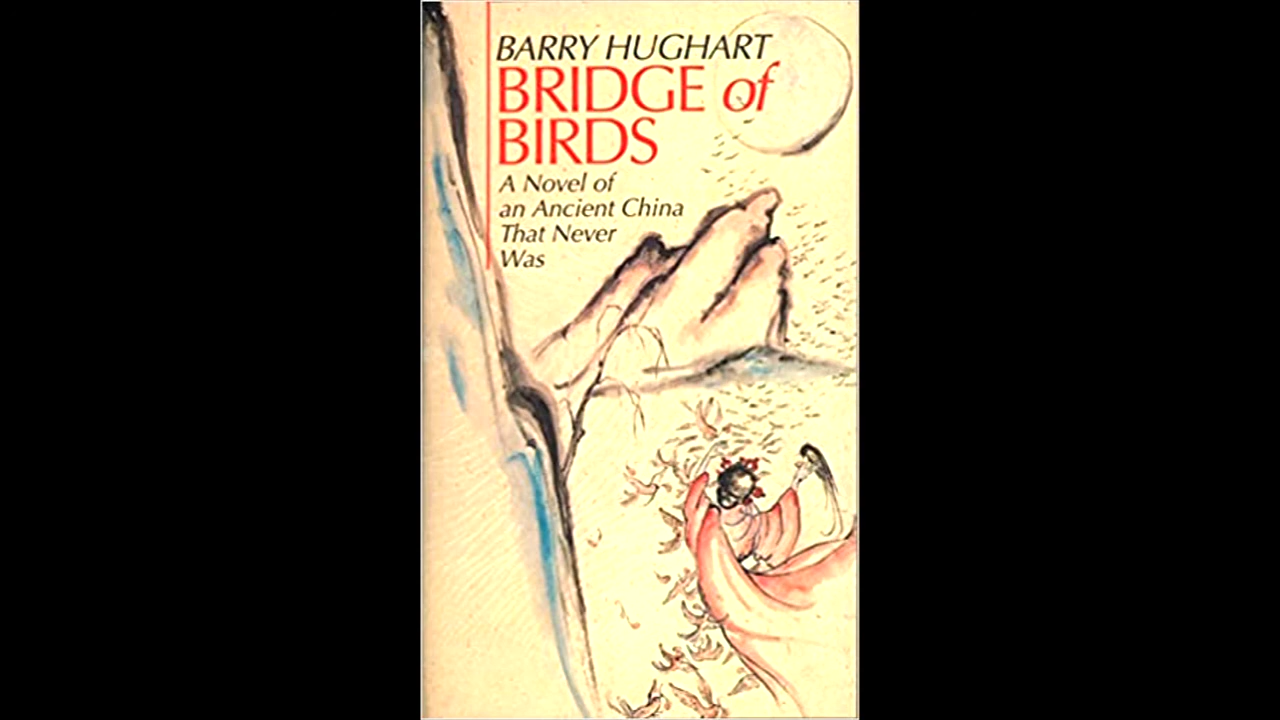 BARRY HUGHART
BRIDGE of
BIRDS
A Novel of
an Ancient China
That Never
Was